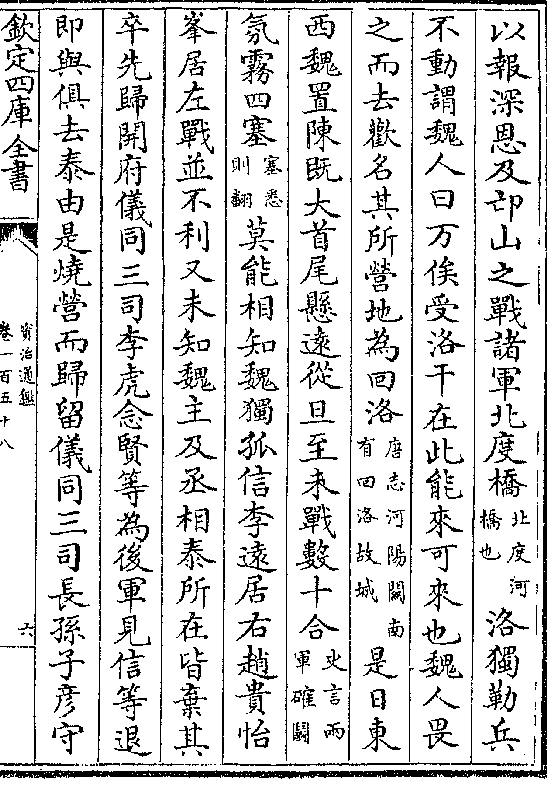 以報深恩及邙山之戰諸軍北度橋北度河橋也洛獨勒兵
不動謂魏人曰万俟受洛干在此能來可來也魏人畏
之而去歡名其所營地為回洛唐志河陽關南有回洛故城是日東
西魏置陳既大首尾懸遠從旦至未戰數十合史言兩軍確鬬
氛霧四塞塞悉則翻莫能相知魏獨孤信李遠居右趙貴怡
峯居左戰並不利又未知魏主及丞相泰所在皆棄其
卒先歸開府儀同三司李虎念賢等為後軍見信等退
即與俱去泰由是燒營而歸留儀同三司長孫子彦守
欽定四庫全書
資治通鑑
卷一百五十八
六